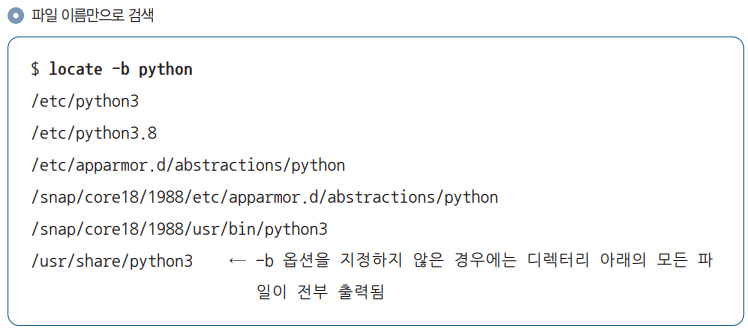 파일 이름만으로 검색
$ locate -b python
/etc/python3
/etc/python3.8
/etc/apparmor.d/abstractions/python
/snap/core18/1988/etc/apparmor.d/abstractions/python
/snap/core18/1988/usr/bin/python3
/usr/share/python3 ← -b 옵션을 지정하지 않은 경우에는 디렉터리 아래의 모든 파
일이 전부 출력됨